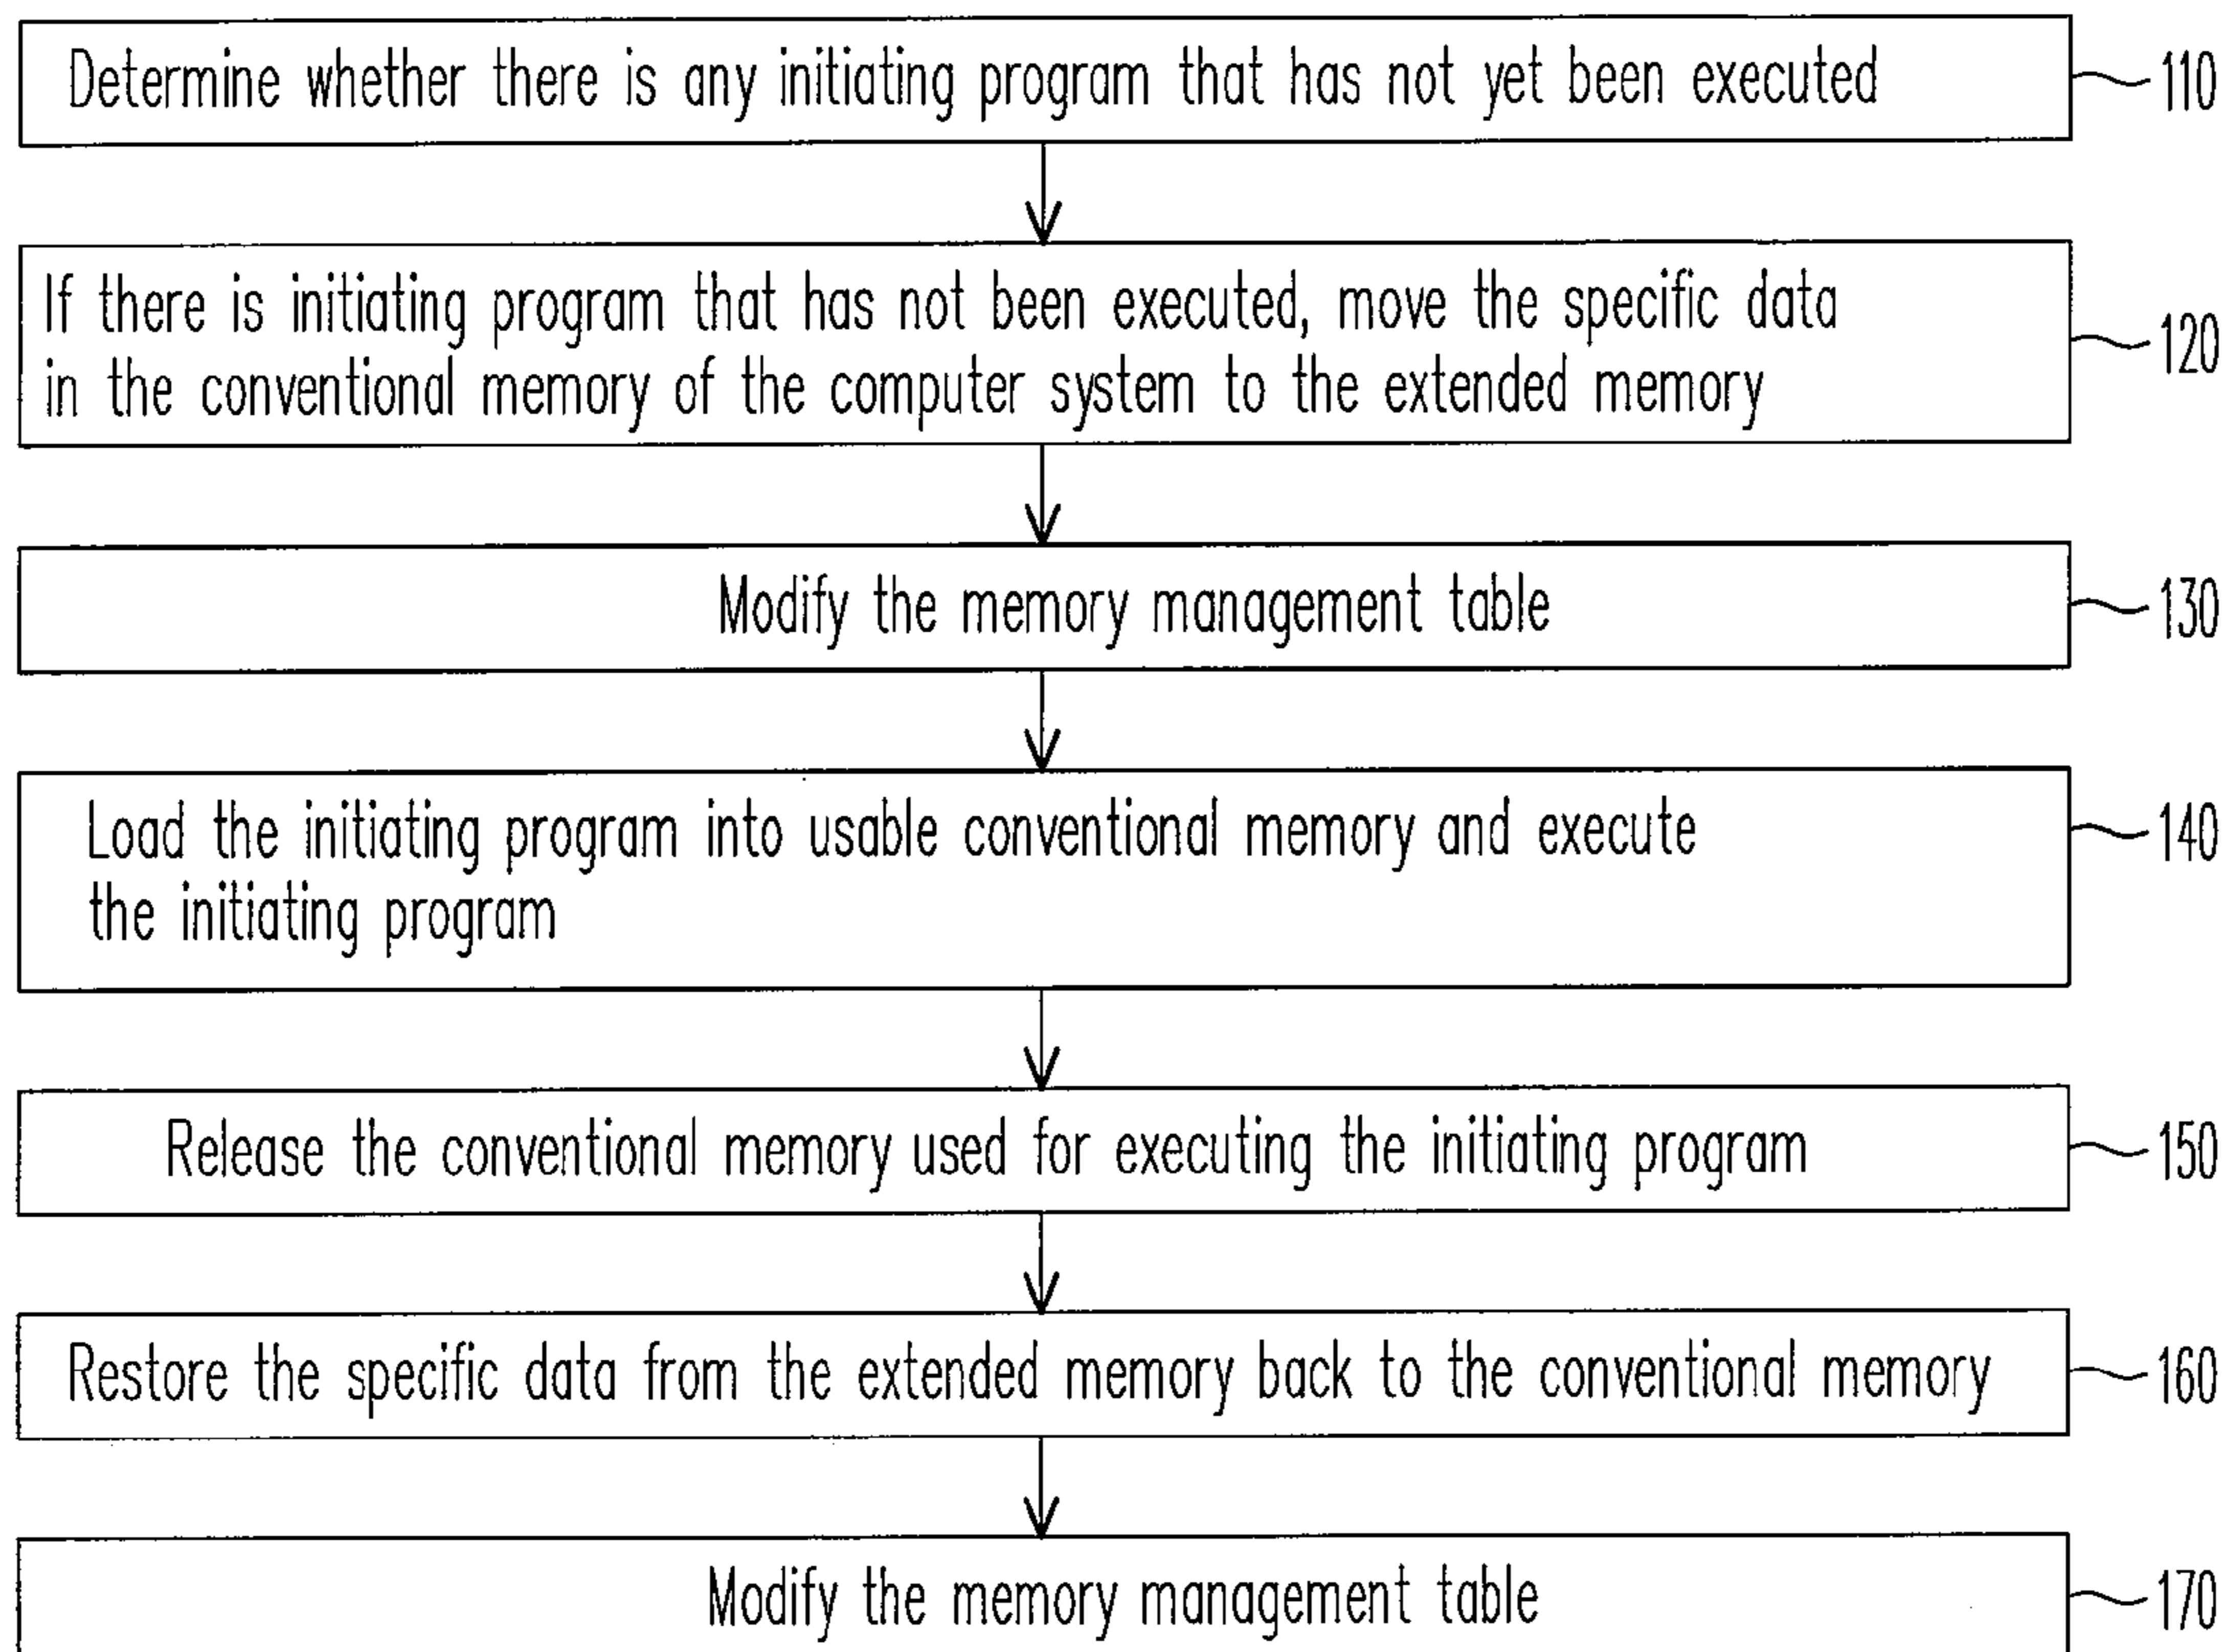 Determine whether there is any initiating program that has not yet been executed
110
If there is initiating program that has not been executed, move the specific data
in the conventional memory of the computer system to the extended memory
120
Modify the memory management table
130
Load the initiating program into usable conventional memory and execute
the initiating program
140
Release the conventional memory used for executing the initiating program
150
Restore the specific data from the extended memory back to the conventional memory
160
Modify the memory management table
170